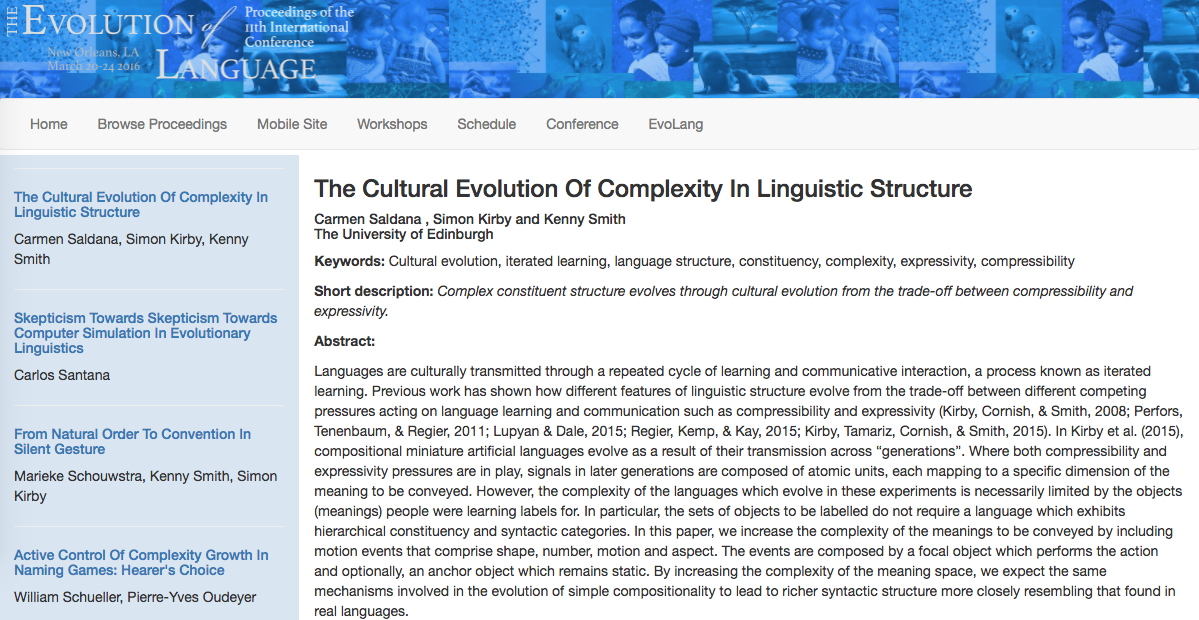 THE EVOLUTION of LANGUAGE
New Orleans, LA
March 20-24 2016
Proceedings of the
11th International
Conference
Home Browse Proceedings Mobile Site Workshops Schedule Conference EvoLang
The Cultural Evolution Of Complexity In
Linguistic Structure
Carmen Saldana, Simon Kirby, Kenny
Smith
Skepticism Towards Skepticism Towards
Computer Simulation In Evolutionary
Linguistics
Carlos Santana
From Natural Order To Convention In
Silent Gesture
Marieke Schouwstra, Kenny Smith, Simon
Kirby
Active Control Of Complexity Growth In
Naming Games: Hearer's Choice
William Schueller, Pierre-Yves Oudeyer
The Cultural Evolution Of Complexity In Linguistic Structure
Carmen Saldana , Simon Kirby and Kenny Smith
The University of Edinburgh
Keywords: Cultural evolution, iterated learning, language structure, constituency, complexity, expressivity, compressibility
Short description: Complex constituent structure evolves through cultural evolution from the trade-off between compressibility and
expressivity.
Abstract:
Languages are culturally transmitted through a repeated cycle of learning and communicative interaction, a process known as iterated
learning. Previous work has shown how different features of linguistic structure evolve from the trade-off between different competing
pressures acting on language learning and communication such as compressibility and expressivity (Kirby, Cornish, & Smith, 2008; Perfors,
Tenenbaum, & Regier, 2011; Lupyan & Dale, 2015; Regier, Kemp, & Kay, 2015; Kirby, Tamariz, Cornish, & Smith, 2015). In Kirby et al. (2015),
compositional miniature artificial languages evolve as a result of their transmission across “generations”. Where both compressibility and
expressivity pressures are in play, signals in later generations are composed of atomic units, each mapping to a specific dimension of the
meaning to be conveyed. However, the complexity of the languages which evolve in these experiments is necessarily limited by the objects
(meanings) people were learning labels for. In particular, the sets of objects to be labelled do not require a language which exhibits
hierarchical constituency and syntactic categories. In this paper, we increase the complexity of the meanings to be conveyed by including
motion events that comprise shape, number, motion and aspect. The events are composed by a focal object which performs the action
and optionally, an anchor object which remains static. By increasing the complexity of the meaning space, we expect the same
mechanisms involved in the evolution of simple compositionality to lead to richer syntactic structure more closely resembling that found in
real languages.